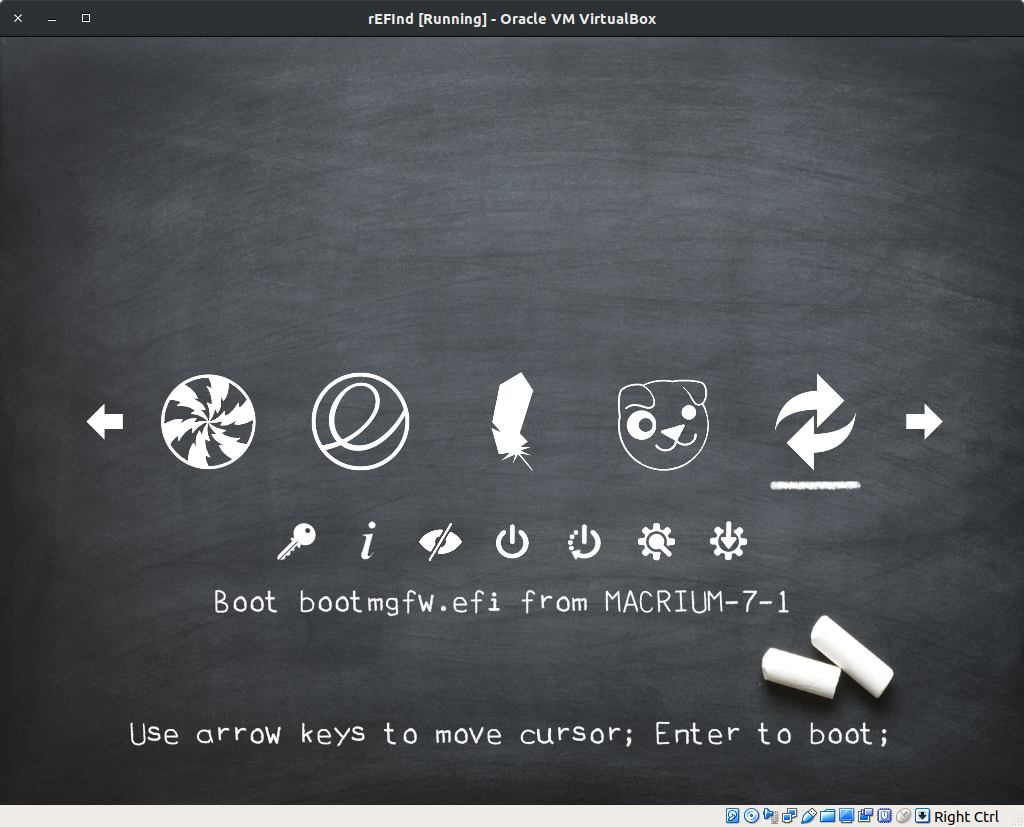 rEFInd [Running] - Oracle VM VirtualBox
Boot bootmgfw.efi from MACRIUM-7-1
Use arrow keys to move cursor; Enter to boot;
Right Ctrl